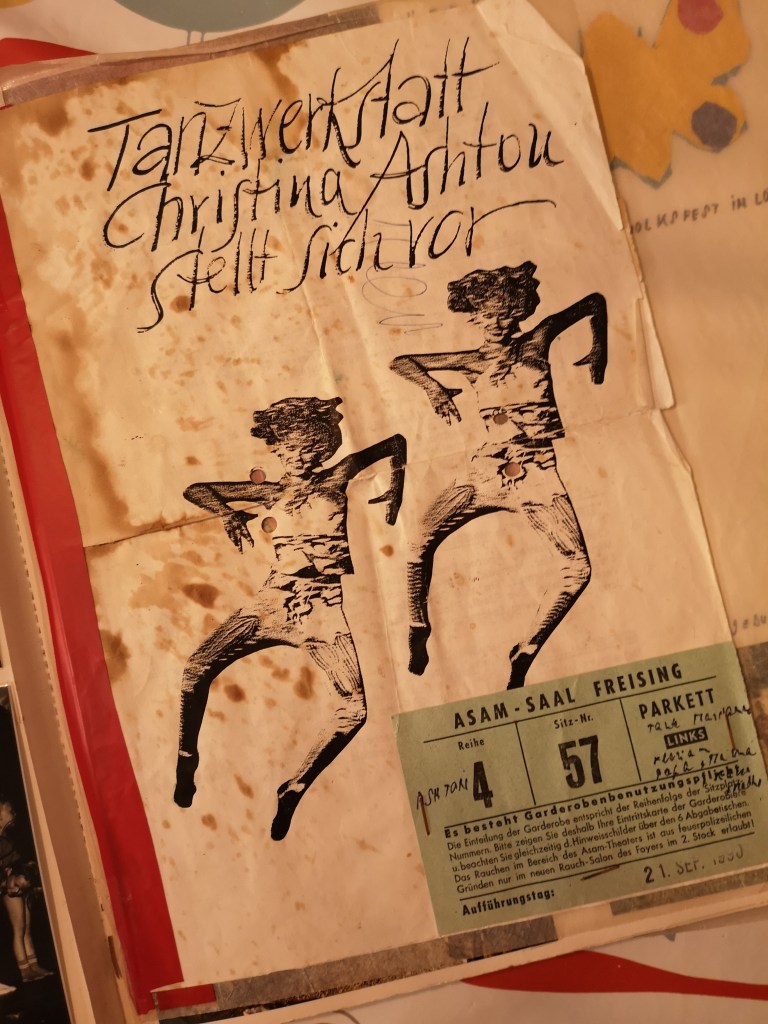 Tanzwerkstatt
Christina Ashton
stellt sich vor
OLKSFEST IN
ASAM-SAAL FREISING
Reihe
4
Sitz-Nr.
57
PARKETT
LINKS
ASHTON
Es besteht Garderobenbenutzungspflicht
Die Einteilung der Garderobe entspricht der Reihenfolge der Sitzplatz-
Nummern. Bitte zeigen Sie deshalb Ihre Eintrittskarte der Garderobiere
u. beachten Sie gleichzeitig d. Hinweisschilder über den 6 Abgabetischen.
Das Rauchen im Bereich des Asam-Theaters ist aus feuerpolizeilichen
Gründen nur im neuen Rauch-Salon des Foyers im 2. Stock erlaubt!
Aufführungstag:
21. SEP.